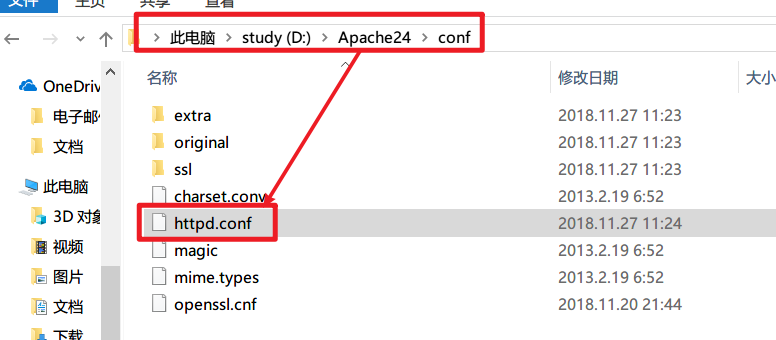 文件 主页 共享 查看
此电脑 study (D:) Apache24 conf
名称 修改日期 大小
OneDriv
电子邮
文档
此电脑
3D 对象
视频
图片
文档
下载
extra 2018.11.27 11:23
original 2018.11.27 11:23
ssl 2018.11.27 11:23
charset.conv 2013.2.19 6:52
httpd.conf 2018.11.27 11:24
magic 2013.2.19 6:52
mime.types 2013.2.19 6:52
openssl.cnf 2018.11.20 21:44